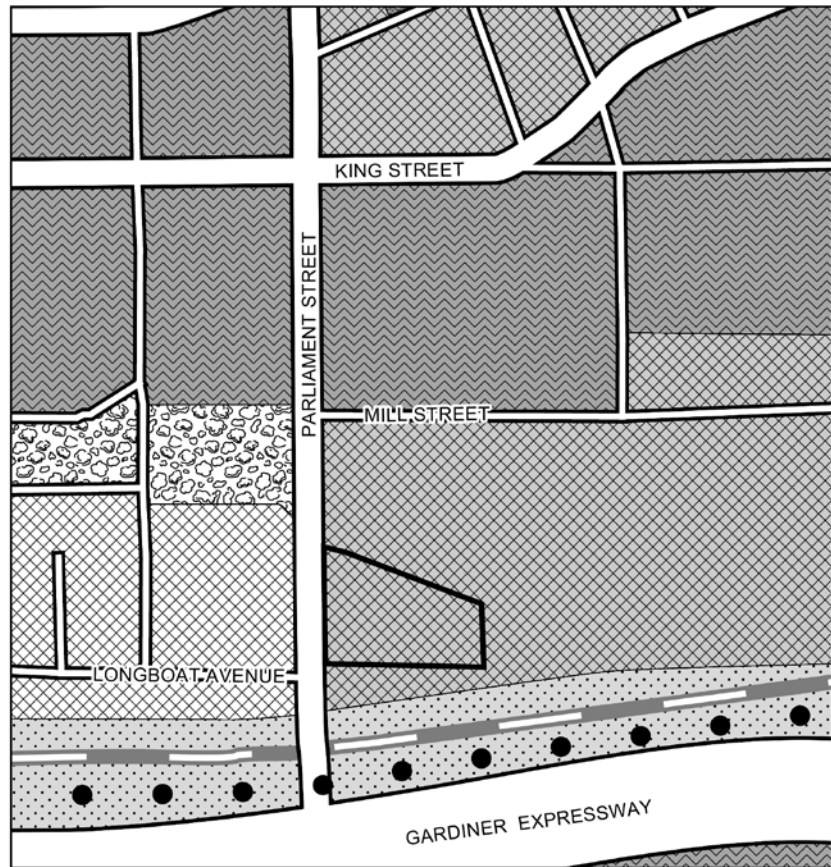 KING STREET
PARLIAMENT STREET
MILL STREET
LONGBOAT AVENUE
GARDINER EXPRESSWAY